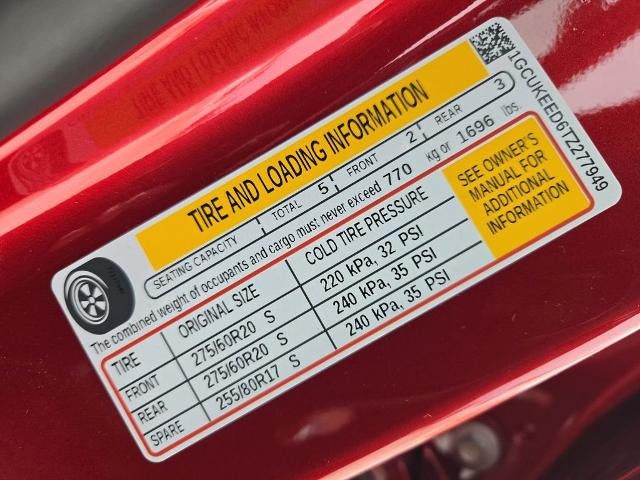 1GCUKEED6TZ277949
TIRE AND LOADING INFORMATION
SEATING CAPACITY TOTAL 5 FRONT 2 REAR 3
The combined weight of occupants and cargo must never exceed 770 kg or 1696 lbs.
TIRE ORIGINAL SIZE COLD TIRE PRESSURE
FRONT 275/60R20 S 220 kPa, 32 PSI
REAR 275/60R20 S 240 kPa, 35 PSI
SPARE 255/80R17 S 240 kPa, 35 PSI
SEE OWNER'S
MANUAL FOR
ADDITIONAL
INFORMATION